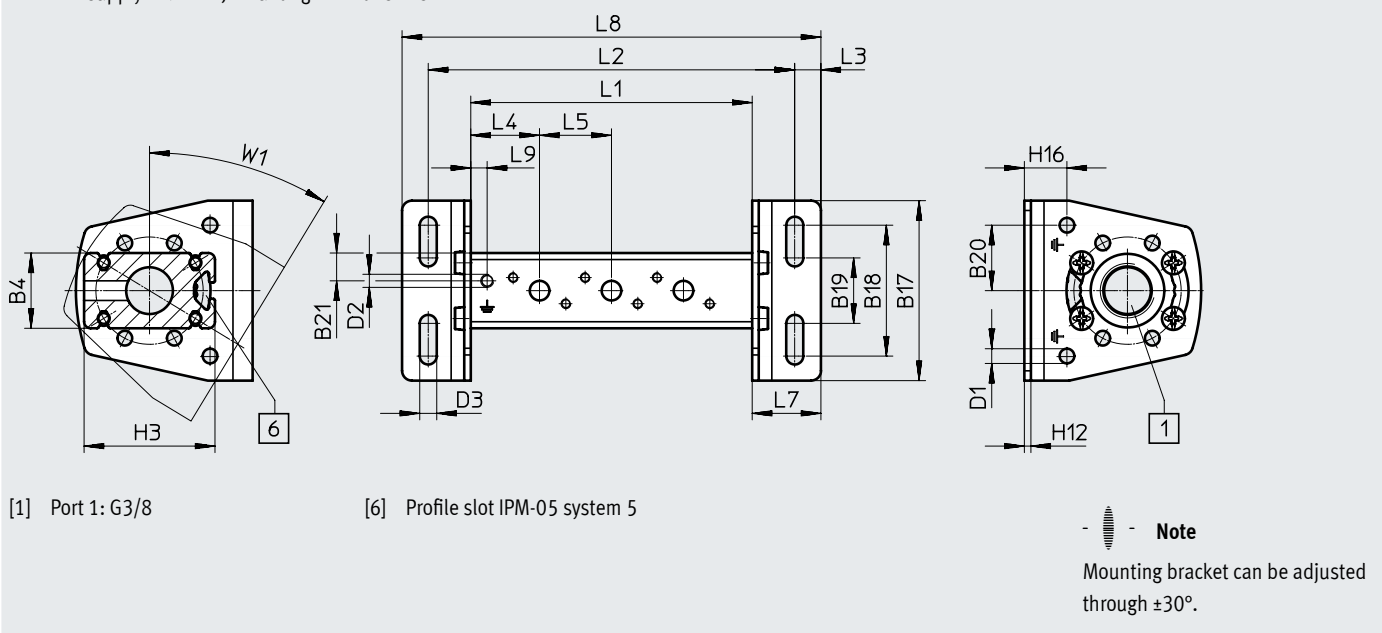 L8
L2
L3
L1
L4
L5
L9
W1
H16
B4
B21
D2
B19
B18
B17
B20
D1
D3
L7
H3
6
H12
1
[1] Port 1: G3/8
[6] Profile slot IPM-05 system 5
- - Note
Mounting bracket can be adjusted
through ±30°.